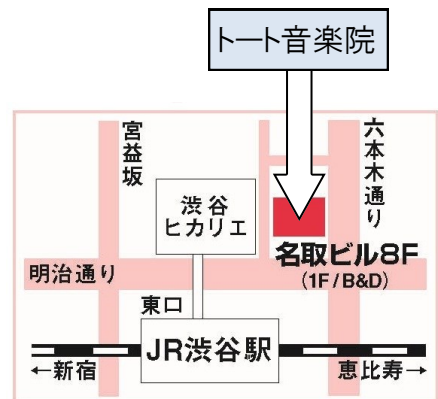 トート音楽院
宮益坂
六本木通り
渋谷
ヒカリエ
名取ビル8F
(1F/B&D)
明治通り
東口
JR渋谷駅
←新宿
恵比寿→